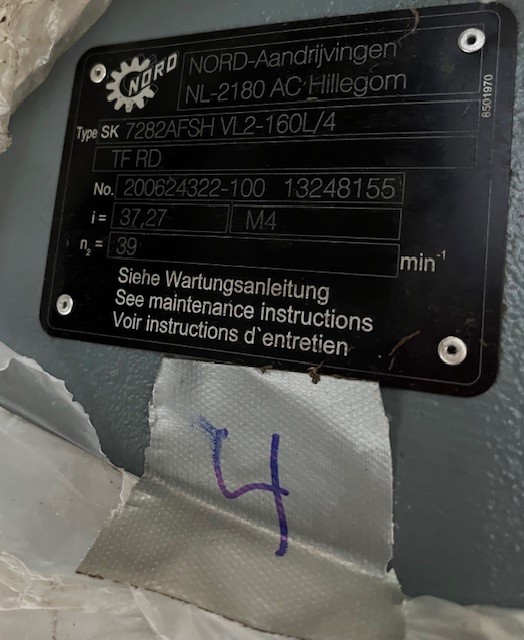 NORD
NORD-Aandrijvingen
NL-2180 AC Hillegom
8501970
Type SK 7282AFSH VL2-160L/4
TF RD
No. 200624322-100 13248155
i = 37,27 M4
n2 = 39 min-1
Siehe Wartungsanleitung
See maintenance instructions
Voir instructions d`entretien
4